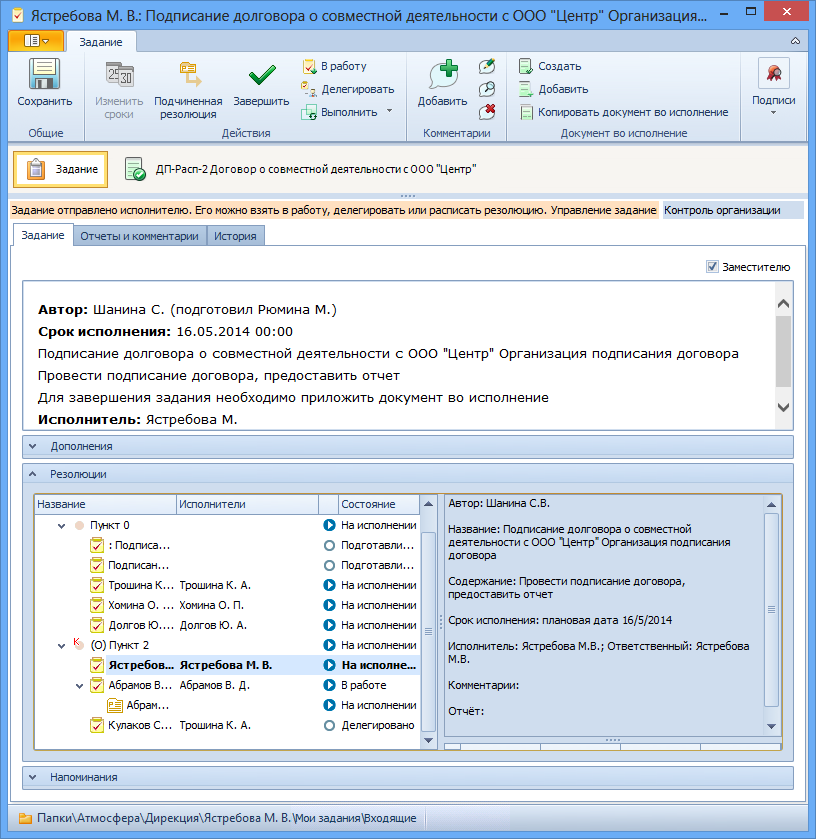 Ястребова М. В.: Подписание долговора о совместной деятельности с ООО "Центр" Организация...
Задание
Сохранить
Изменить сроки
Подчиненная резолюция
Завершить
В работу
Делегировать
Выполнить
Добавить
Создать
Добавить
Копировать документ во исполнение
Подписи
Общие
Действия
Комментарии
Документ во исполнение
Задание
ДП-Расп-2 Договор о совместной деятельности с ООО "Центр"
Задание отправлено исполнителю. Его можно взять в работу, делегировать или расписать резолюцию. Управление задание Контроль организации
Задание Отчеты и комментарии История
Заместителю
Автор: Шанина С. (подготовил Рюмина М.)
Срок исполнения: 16.05.2014 00:00
Подписание долговора о совместной деятельности с ООО "Центр" Организация подписания договора
Провести подписание договора, предоставить отчет
Для завершения задания необходимо приложить документ во исполнение
Исполнитель: Ястребова М.
Дополнения
Резолюции
Название Исполнители Состояние
Пункт 0 На исполнении
: Подписа... Подготавли...
Подписан... Подготавли...
Трошина К... Трошина К. А. На исполнении
Хомина О. ... Хомина О. П. На исполнении
Долгов Ю. ... Долгов Ю. А. На исполнении
К (О) Пункт 2 На исполнении
Ястребов... Ястребова М. В. На исполне...
Абрамов В... Абрамов В. Д. В работе
Абрам... На исполнении
Кулаков С... Трошина К. А. Делегировано
Автор: Шанина С.В.
Название: Подписание долговора о совместной
деятельности с ООО "Центр" Организация подписания
договора
Содержание: Провести подписание договора,
предоставить отчет
Срок исполнения: плановая дата 16/5/2014
Исполнитель: Ястребова М.В.; Ответственный: Ястребова
М.В.
Комментарии:
Отчёт:
Напоминания
Папки\Атмосфера\Дирекция\Ястребова М. В.\Мои задания\Входящие